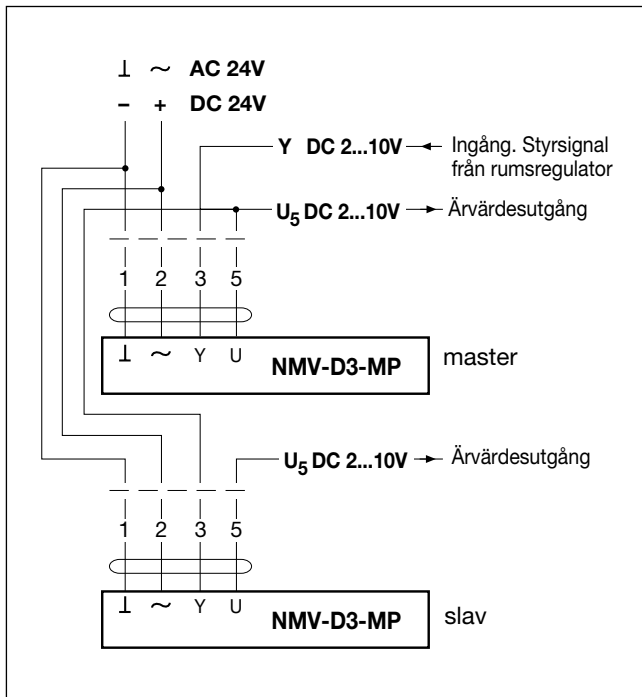 ⊥ ~ AC 24V
– + DC 24V
Y DC 2...10V Ingång. Styrsignal
från rumsregulator
U5 DC 2...10V Ärvärdesutgång
1 2 3 5
⊥ ~ Y U NMV-D3-MP master
U5 DC 2...10V Ärvärdesutgång
1 2 3 5
⊥ ~ Y U NMV-D3-MP slav